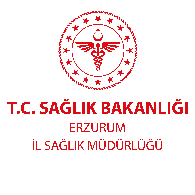 T.C. SAĞLIK BAKANLIĞI
ERZURUM
İL SAĞLIK MÜDÜRLÜĞÜ